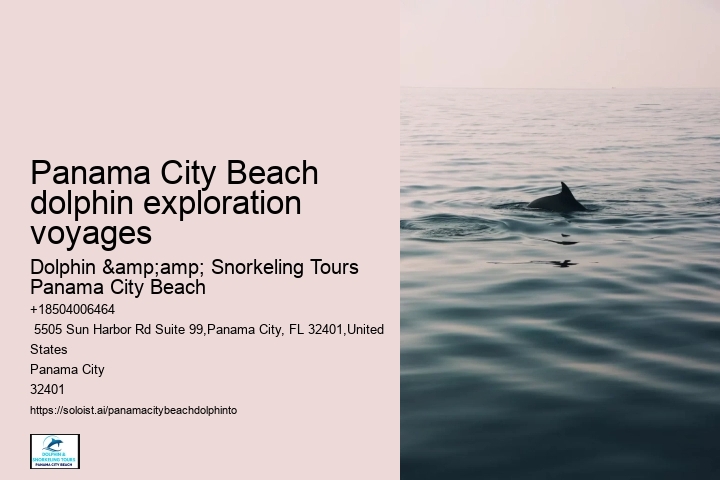 Panama City Beach
dolphin exploration
voyages
Dolphin &amp;amp; Snorkeling Tours
Panama City Beach
+18504006464
5505 Sun Harbor Rd Suite 99,Panama City, FL 32401,United
States
Panama City
32401
https://soloist.ai/panamacitybeachdolphinto
DOLPHIN &
SNORKELING TOURS
PANAMA CITY BEACH